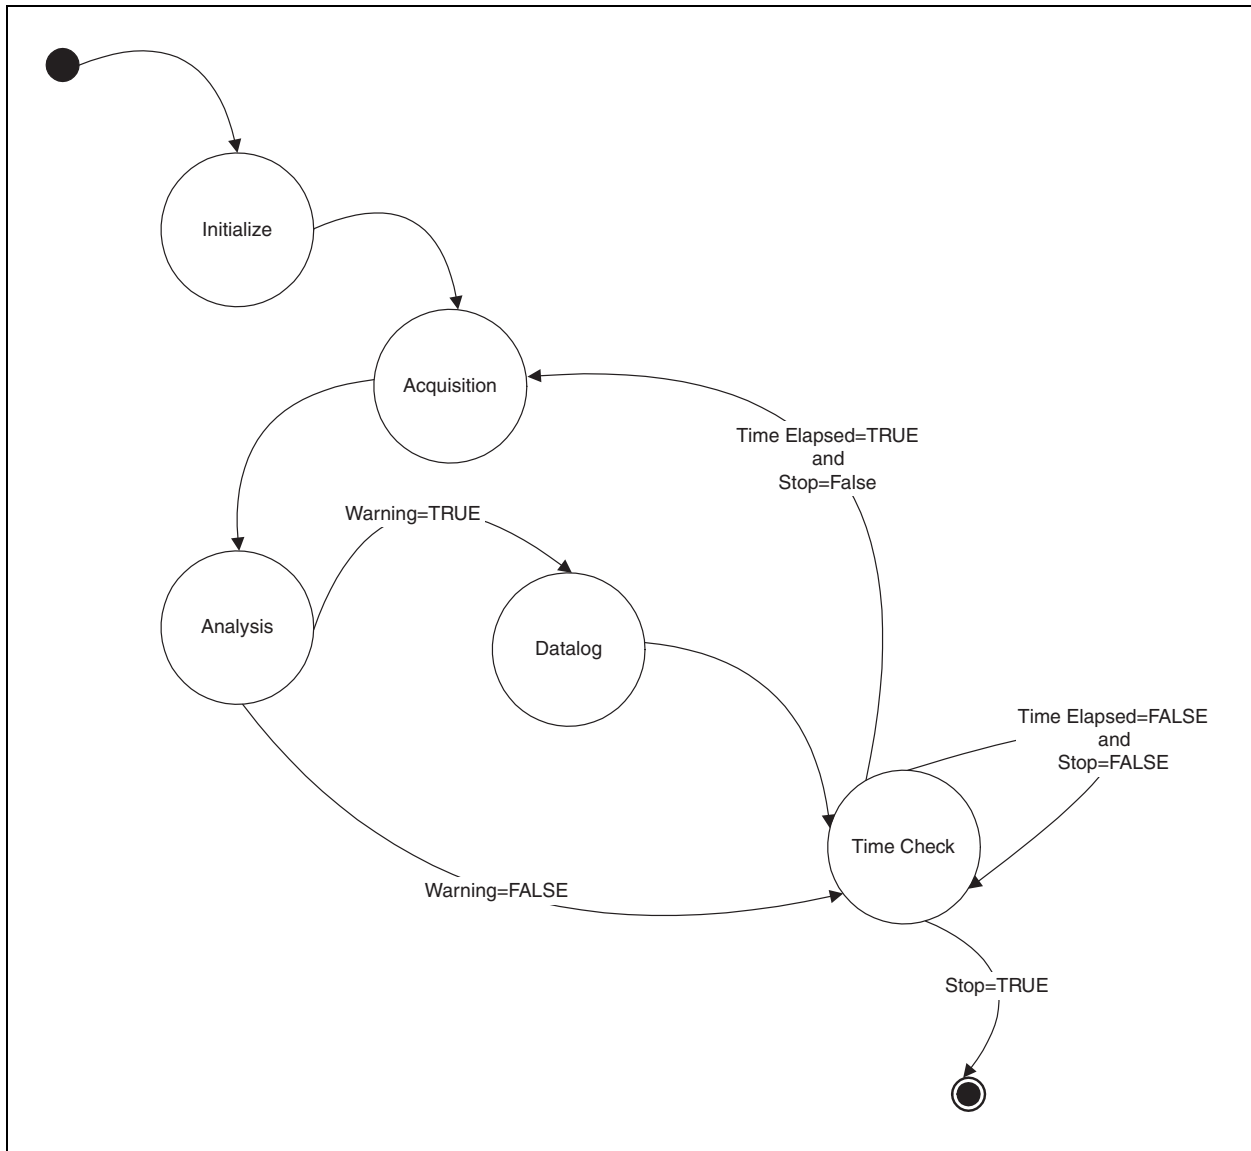 Initialize
Acquisition
Time Elapsed=TRUE
and
Stop=False
Warning=TRUE
Analysis
Datalog
Time Elapsed=FALSE
and
Stop=FALSE
Time Check
Warning=FALSE
Stop=TRUE